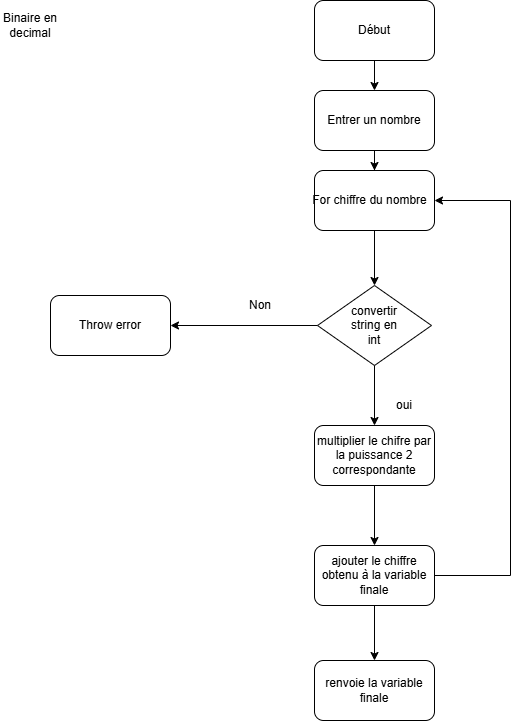 Binaire en
decimal
Début
Entrer un nombre
For chiffre du nombre
convertir
string en
int
Non
Throw error
oui
multiplier le chifre par
la puissance 2
correspondante
ajouter le chiffre
obtenu à la variable
finale
renvoie la variable
finale